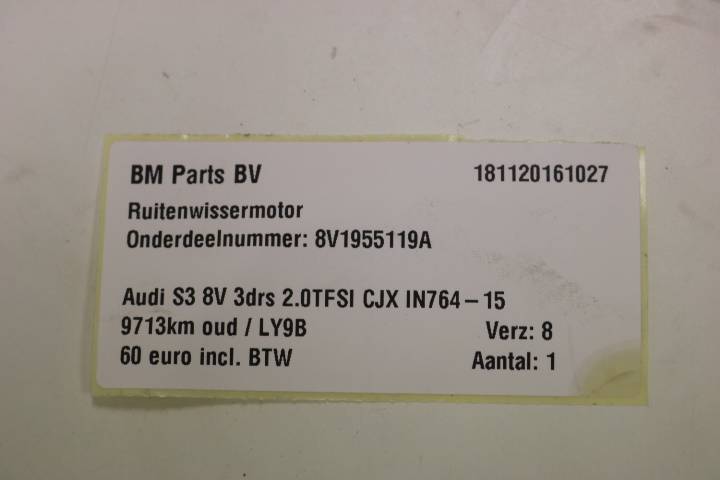 BM Parts BV 181120161027
Ruitenwissermotor
Onderdeelnummer: 8V1955119A
Audi S3 8V 3drs 2.0TFSI CJX IN764-15
9713km oud / LY9B Verz: 8
60 euro incl. BTW Aantal: 1